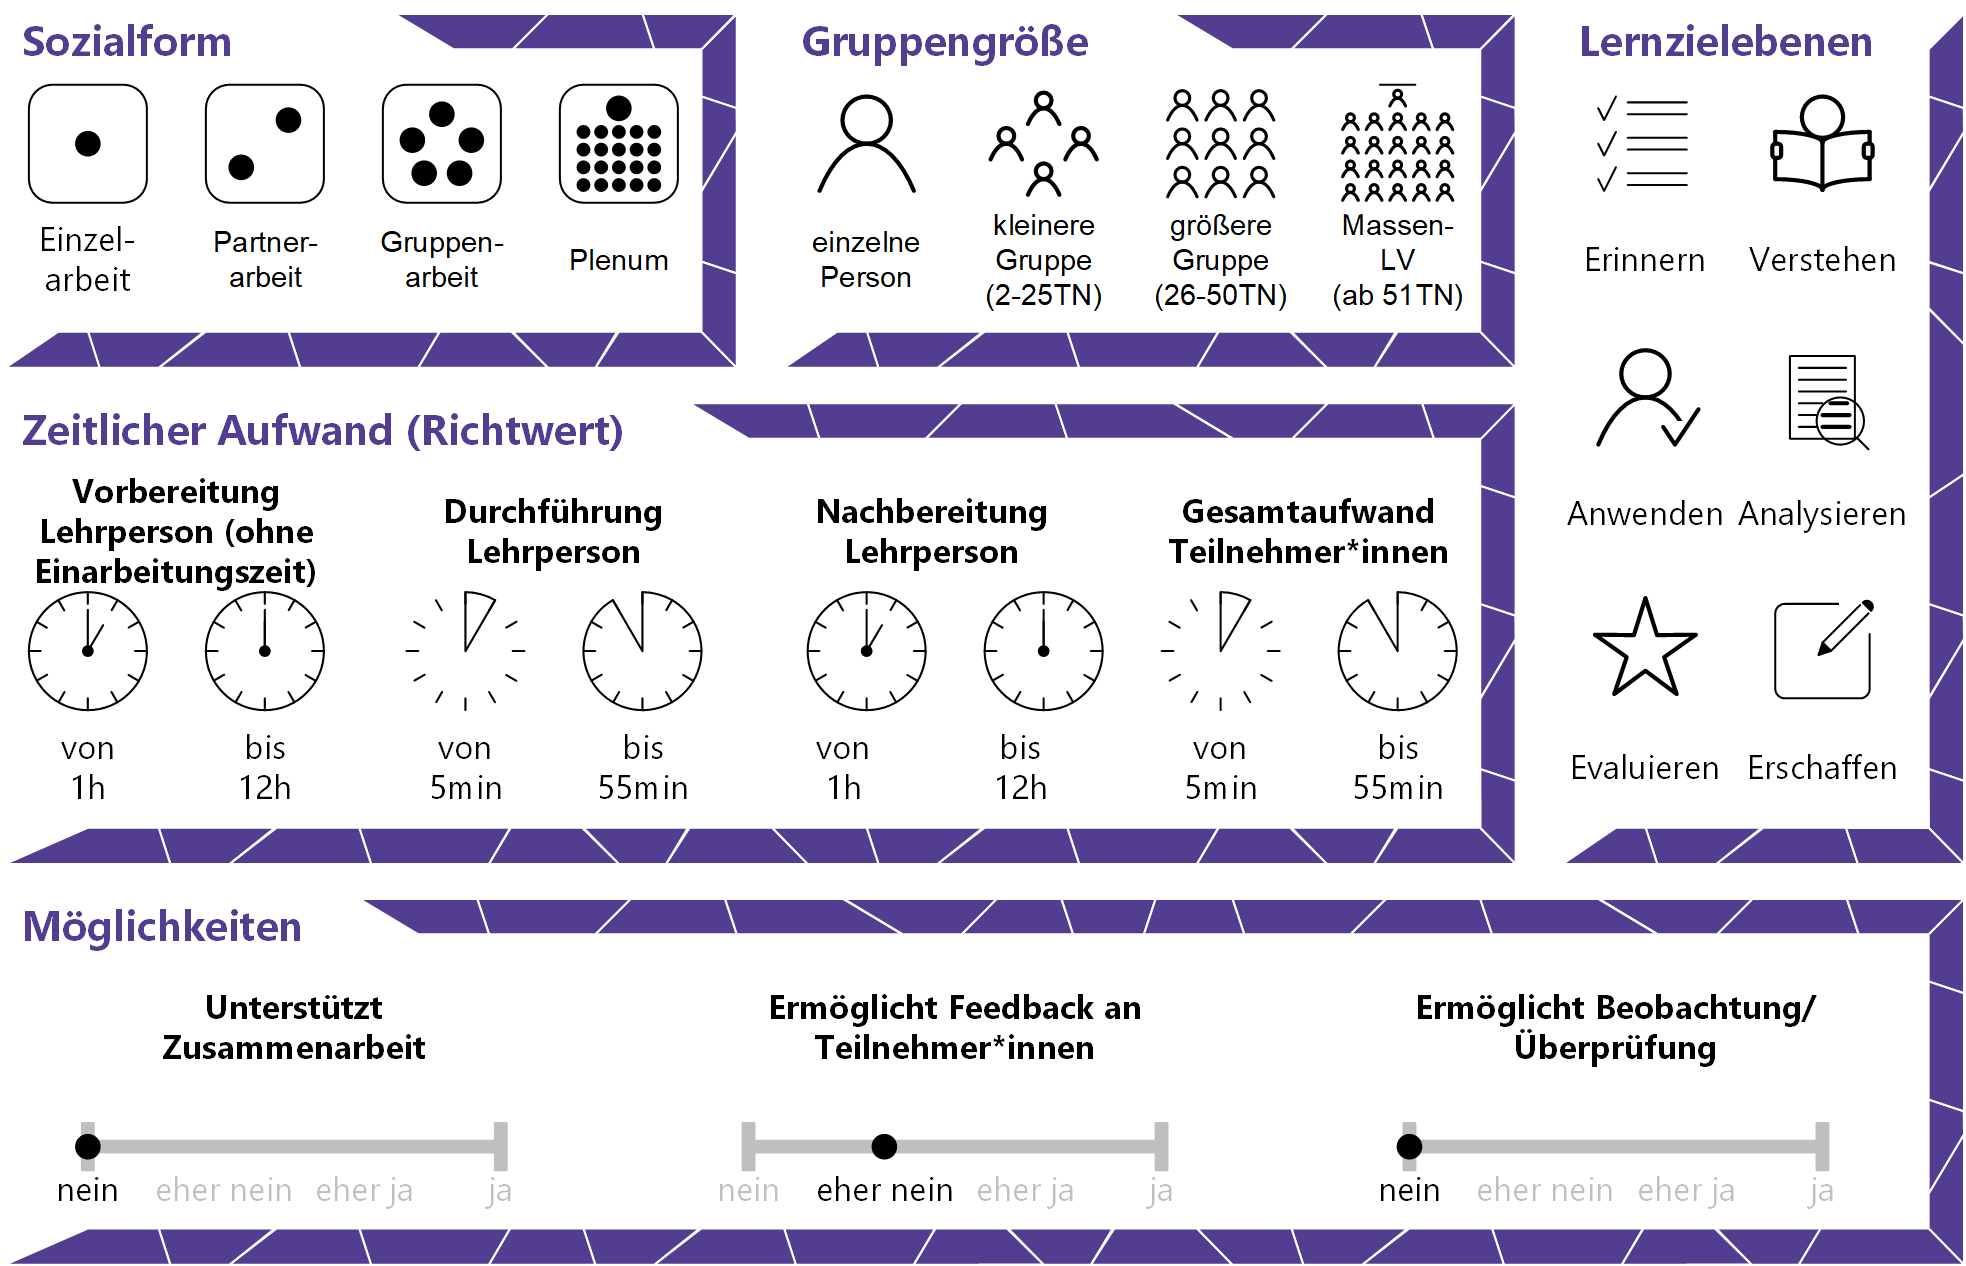 Sozialform
Einzel-
arbeit
Partner-
arbeit
Gruppen-
arbeit
Plenum
Gruppengröße
einzelne
Person
kleinere
Gruppe
(2-25TN)
größere
Gruppe
(26-50TN)
Massen-
LV
(ab 51TN)
Lernzielebenen
Erinnern
Verstehen
Anwenden
Analysieren
Evaluieren
Erschaffen
Zeitlicher Aufwand (Richtwert)
Vorbereitung
Lehrperson (ohne
Einarbeitungszeit)
von
1h
bis
12h
Durchführung
Lehrperson
von
5min
bis
55min
Nachbereitung
Lehrperson
von
1h
bis
12h
Gesamtaufwand
Teilnehmer*innen
von
5min
bis
55min
Möglichkeiten
Unterstützt
Zusammenarbeit
nein eher nein eher ja ja
Ermöglicht Feedback an
Teilnehmer*innen
nein eher nein eher ja ja
Ermöglicht Beobachtung/
Überprüfung
nein eher nein eher ja ja